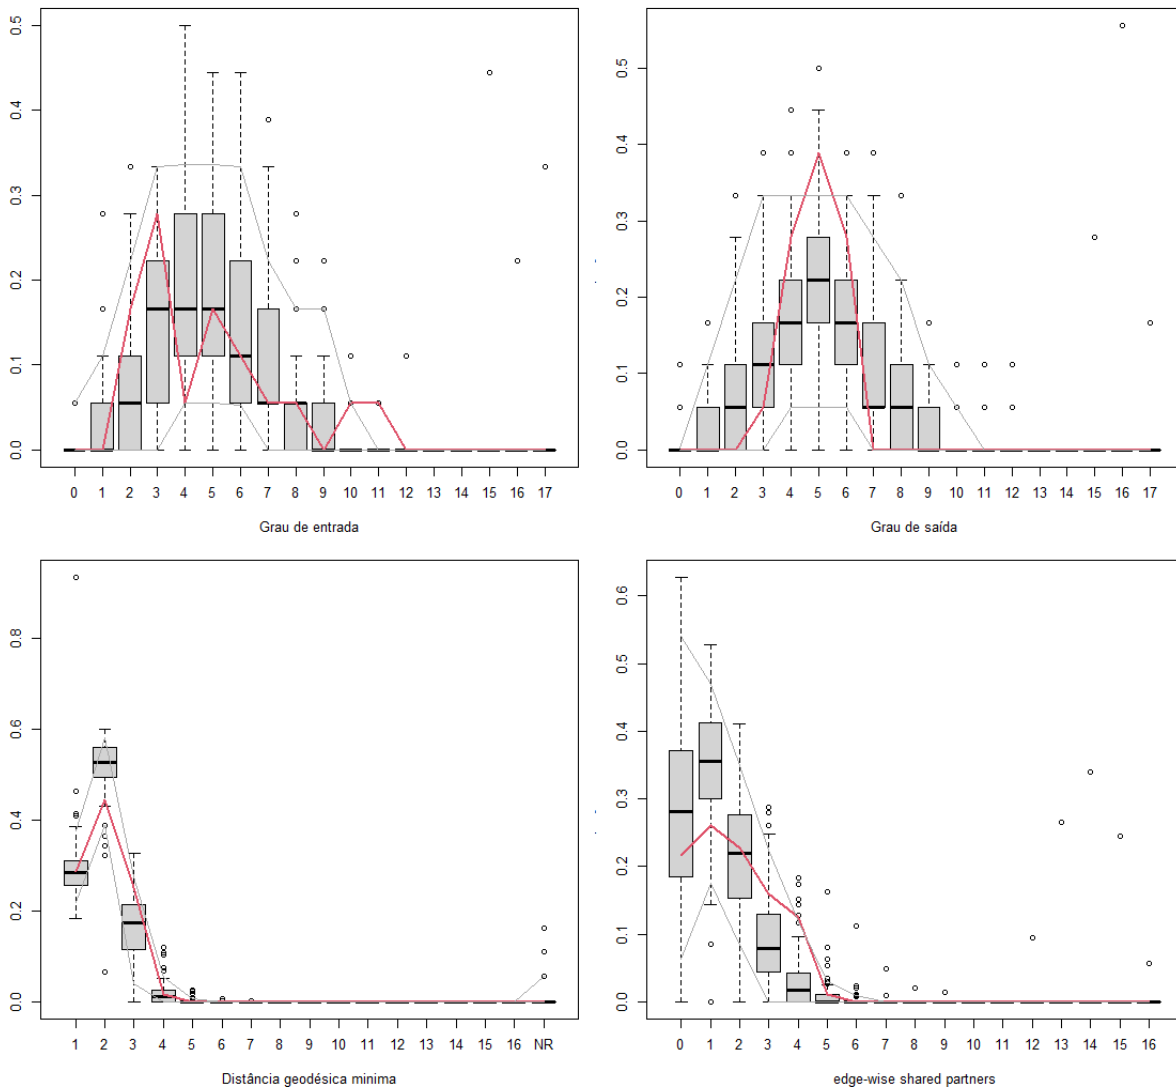 0.0 0.1 0.2 0.3 0.4 0.5
0 1 2 3 4 5 6 7 8 9 10 11 12 13 14 15 16 17
Grau de entrada
0.0 0.1 0.2 0.3 0.4 0.5
0 1 2 3 4 5 6 7 8 9 10 11 12 13 14 15 16 17
Grau de saída
0.0 0.2 0.4 0.6 0.8
1 2 3 4 5 6 7 8 9 10 11 12 13 14 15 16 NR
Distância geodésica minima
0.0 0.1 0.2 0.3 0.4 0.5 0.6
0 1 2 3 4 5 6 7 8 9 10 11 12 13 14 15 16
edge-wise shared partners